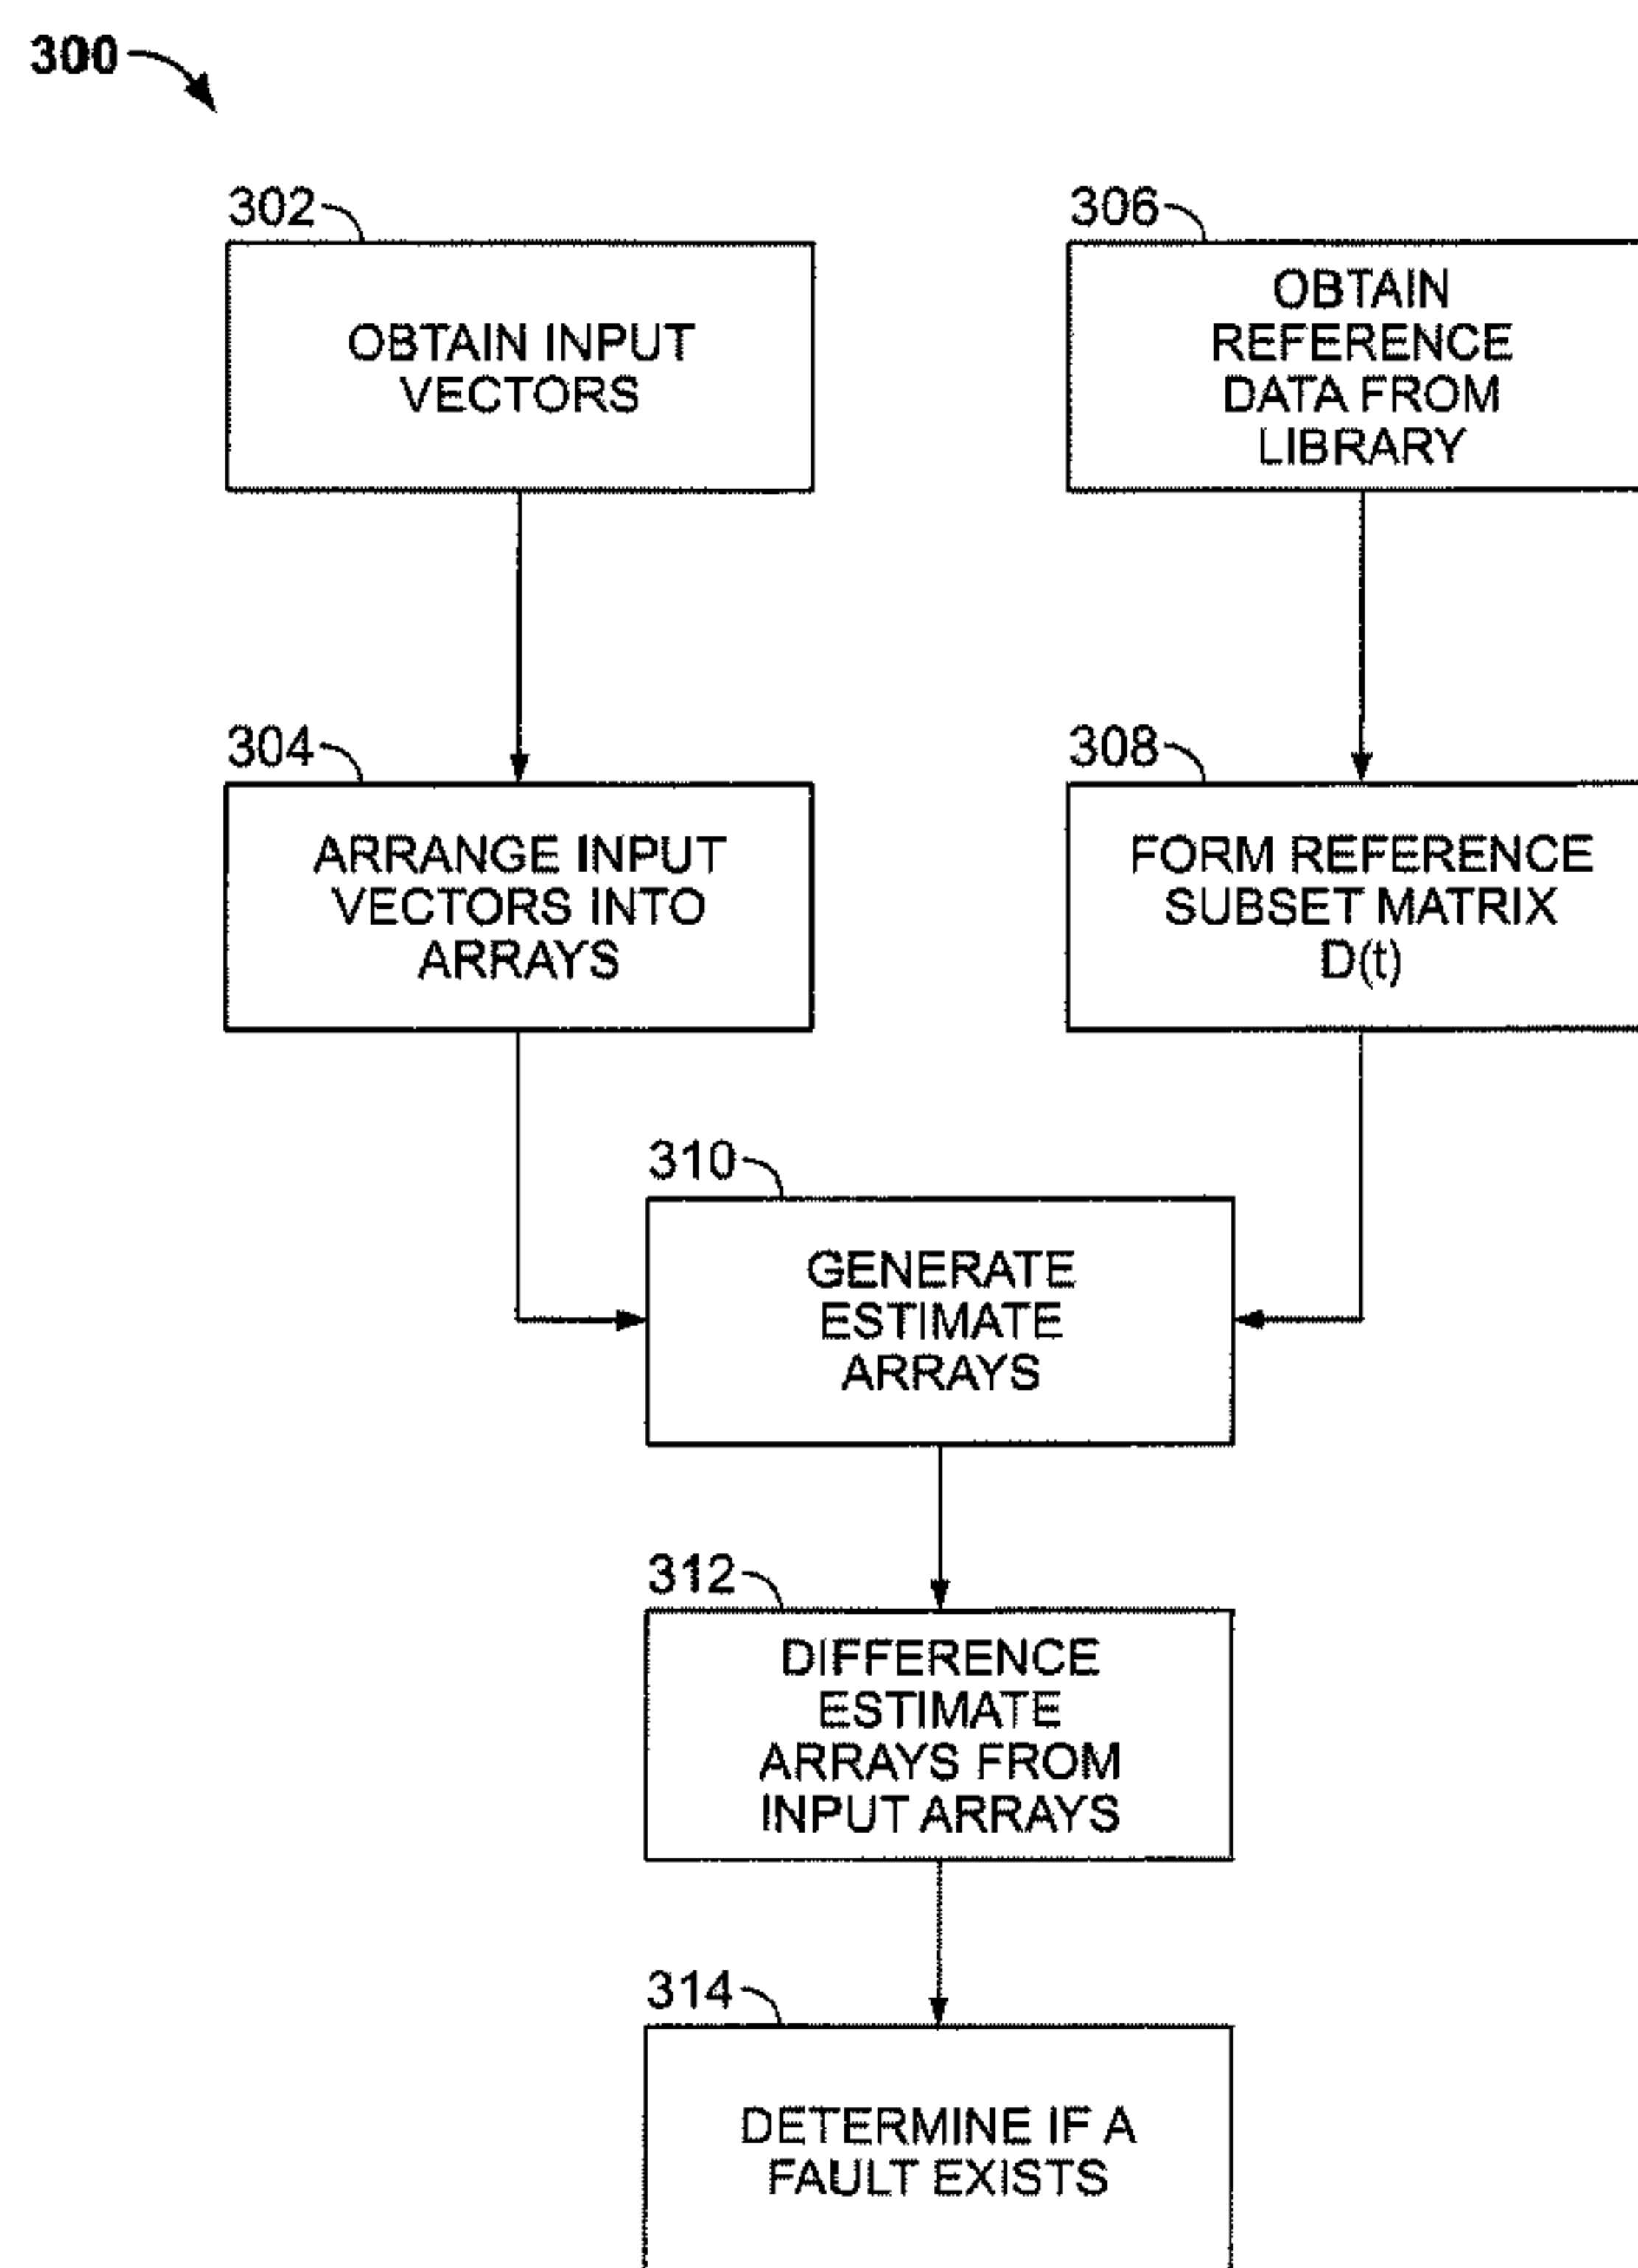 300
302
OBTAIN INPUT
VECTORS
306
OBTAIN
REFERENCE
DATA FROM
LIBRARY
304
ARRANGE INPUT
VECTORS INTO
ARRAYS
308
FORM REFERENCE
SUBSET MATRIX
D(t)
310
GENERATE
ESTIMATE
ARRAYS
312
DIFFERENCE
ESTIMATE
ARRAYS FROM
INPUT ARRAYS
314
DETERMINE IF A
FAULT EXISTS